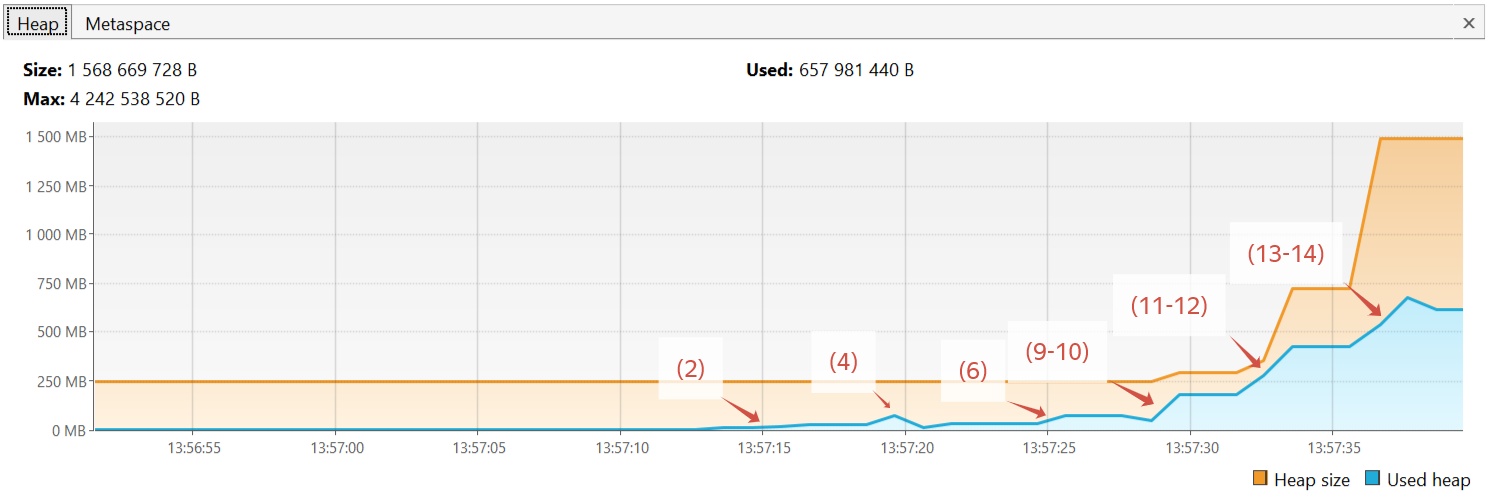 Heap Metaspace ×
Size: 1 568 669 728 B Used: 657 981 440 B
Max: 4 242 538 520 B
1 500 MB
1 250 MB
1 000 MB
750 MB
500 MB
250 MB
0 MB
(2)
(4)
(6)
(9-10)
(11-12)
(13-14)
13:56:55 13:57:00 13:57:05 13:57:10 13:57:15 13:57:20 13:57:25 13:57:30 13:57:35
Heap size Used heap